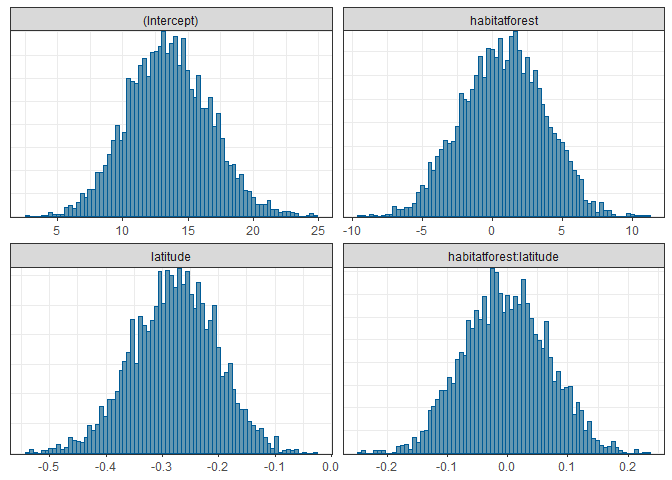 (Intercept)
habitatforest
5 10 15 20 25
-10 -5 0 5 10
latitude
habitatforest:latitude
-0.5 -0.4 -0.3 -0.2 -0.1 0.0
-0.2 -0.1 0.0 0.1 0.2